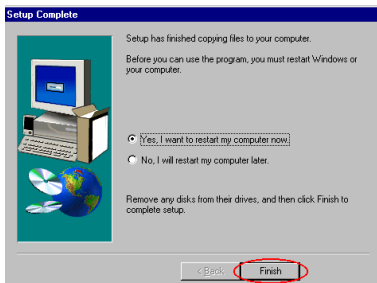 Setup Complete
Setup has finished copying files to your computer.
Before you can use the program, you must restart Windows or
your computer.
Yes, I want to restart my computer now.
No, I will restart my computer later.
Remove any disks from their drives, and then click Finish to
complete setup.
< Back
Finish